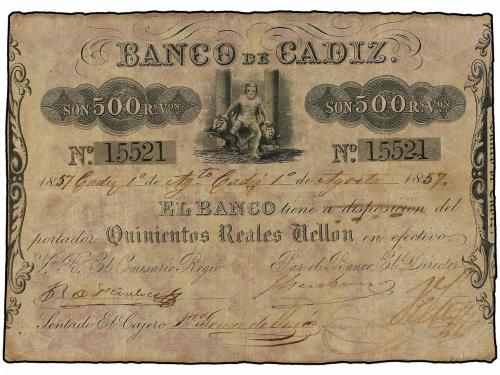 BANCO DE CADIZ.
SON 500 Rs. Von. SON 500 Rs. Von.
No. 15521 No. 15521
1857 Cadiz 1º de Agto. Cadiz 1º de Agosto 1857.
EL BANCO tiene a disposicion del
portador Quinientos Reales Vellon en efectivo
V.º B.º El Comisario Regio Por el Banco, El Director
Sentado El Cajero